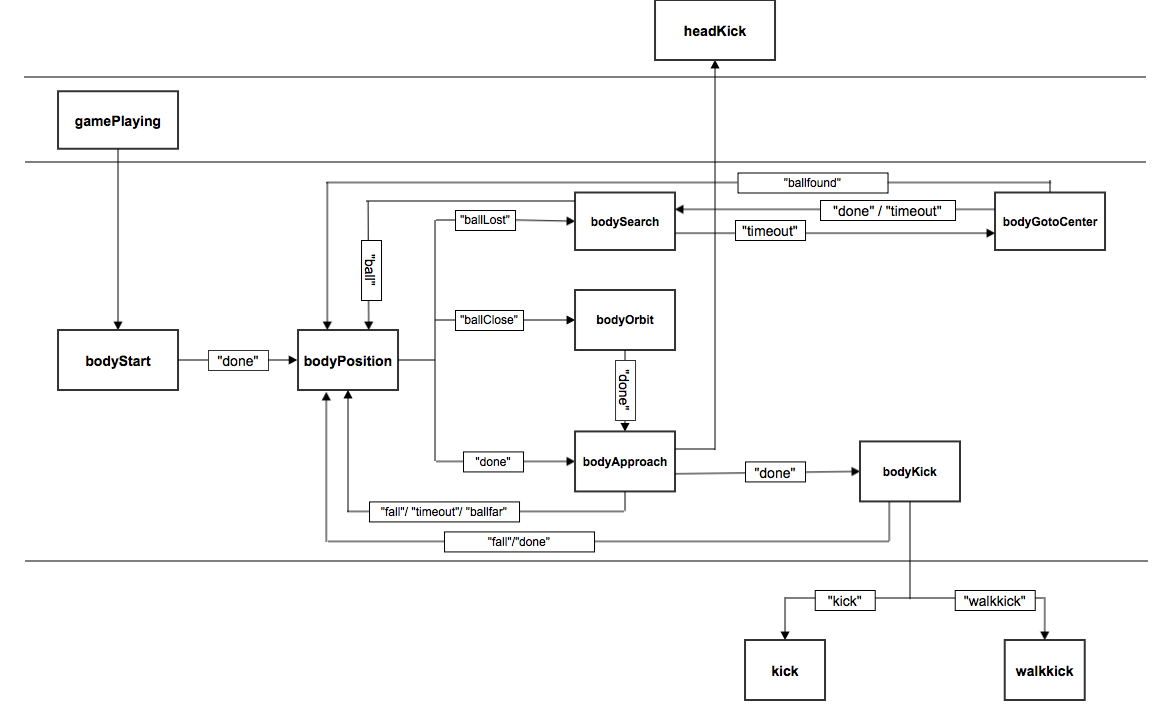 headKick
gamePlaying
"ballfound"
"ballLost"
bodySearch
"done" / "timeout"
"timeout"
bodyGotoCenter
"ball"
"ballClose"
bodyOrbit
bodyStart
"done"
bodyPosition
"done"
"done"
bodyApproach
"done"
bodyKick
"fall"/ "timeout"/ "ballfar"
"fall"/"done"
"kick"
"walkkick"
kick
walkkick